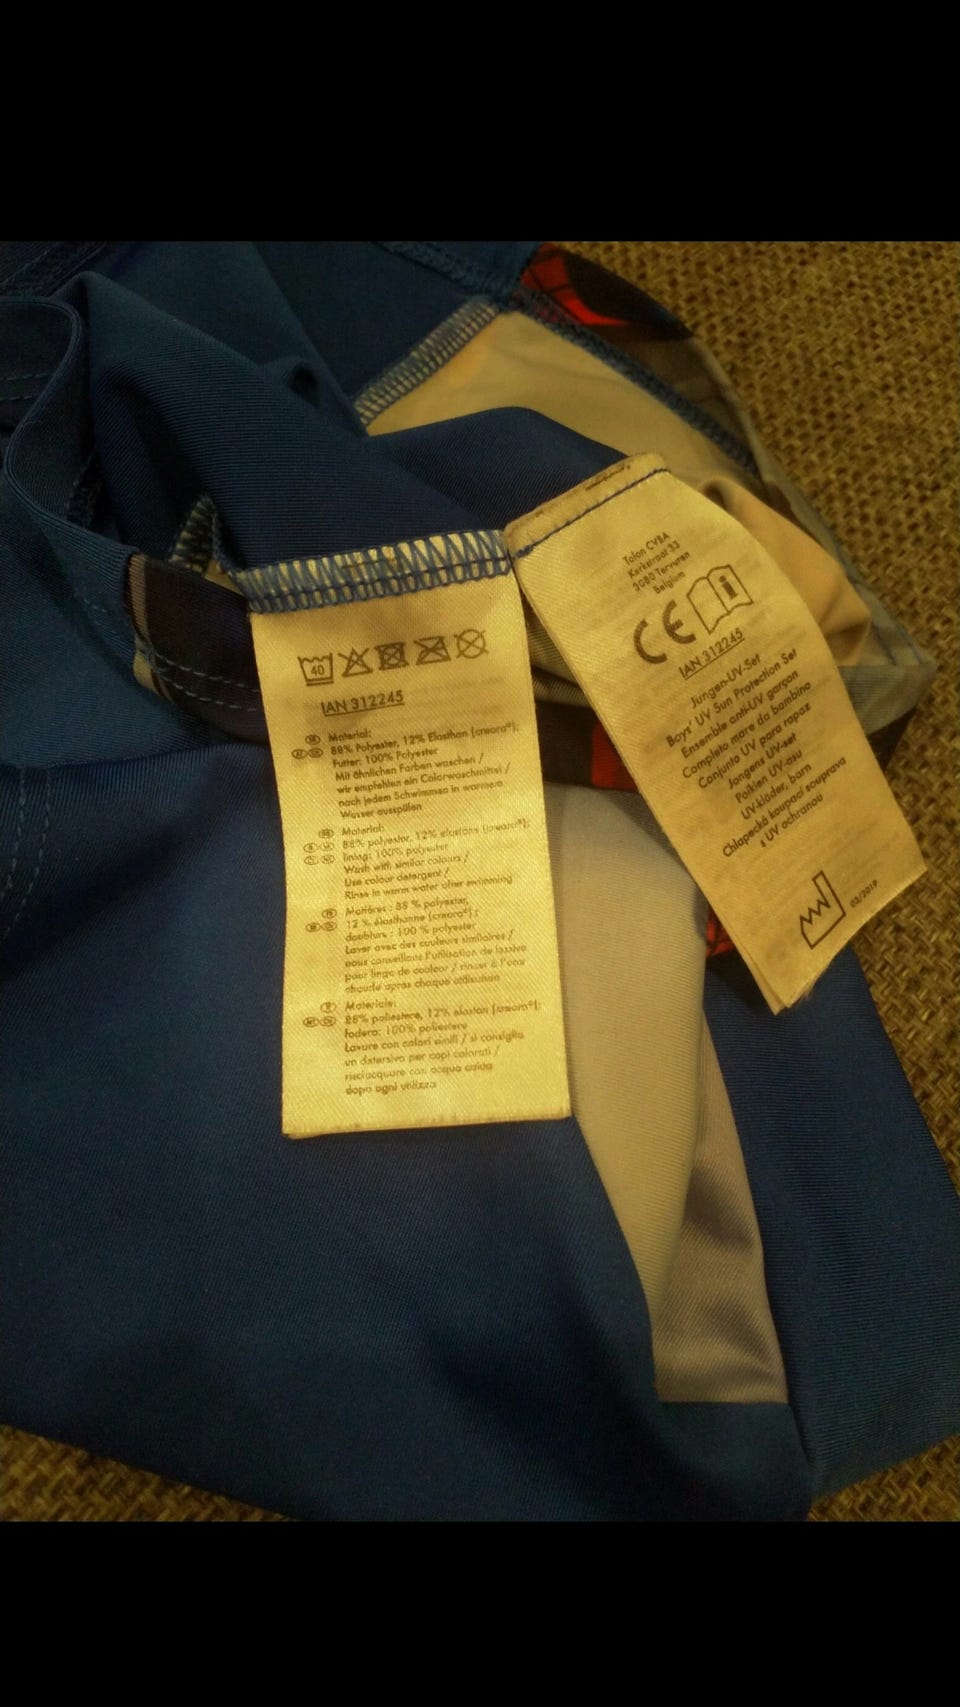 40
IAN 312245
Material:
88% Polyester, 12% Elasthan (creora®);
Futter: 100% Polyester
Mit ähnlichen Farben waschen /
wir empfehlen ein Colorwaschmittel /
nach jedem Schwimmen in warmem
Wasser ausspülen
Material:
88% polyester, 12% elastane (creora®);
lining: 100% polyester
Wash with similar colours /
Use colour detergent /
Rinse in warm water after swimming
Matières : 88 % polyester,
12 % élasthanne (creora®) ;
doublure : 100 % polyester
Laver avec des couleurs similaires /
nous conseillons l'utilisation de lessive
pour linge de couleur / rincer à l'eau
chaude après chaque utilisation
Materiale:
88% poliestere, 12% elastan (creora®);
fodera: 100% poliestere
Lavare con colori simili / si consiglia
un detersivo per capi colorati /
risciacquare con acqua calda
dopo ogni utilizzo
Tolon CVBA
Kerkstraat 33
3080 Tervuren
Belgium
CE
IAN 312245
Jungen-UV-Set
Boys' UV Sun Protection Set
Ensemble anti-UV garçon
Completo mare da bambino
Conjunto UV para rapaz
Jongens UV-set
Poikien UV-asu
UV-kläder, barn
Chlapecká koupací souprava
s UV ochranou
03/2019